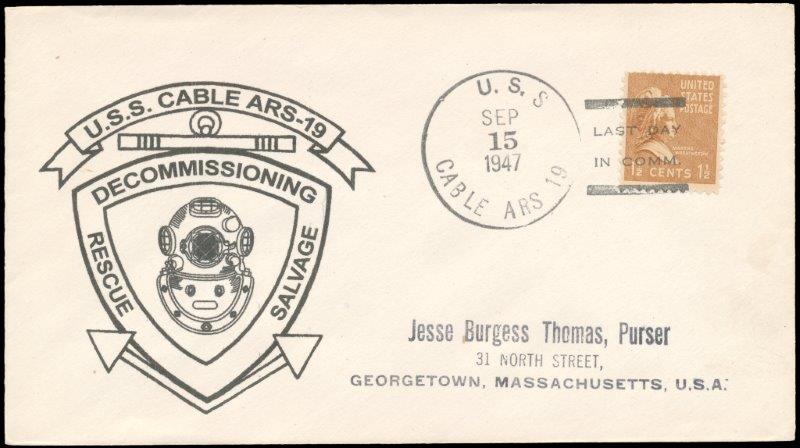 U.S.S. CABLE ARS-19
DECOMMISSIONING
RESCUE
SALVAGE
U. S. S
SEP
15
1947
CABLE ARS 19
LAST DAY
IN COMM.
UNITED
STATES
POSTAGE
MARTHA
WASHINGTON
1½ CENTS 1½
Jesse Burgess Thomas, Purser
31 NORTH STREET,
GEORGETOWN, MASSACHUSETTS, U.S.A.